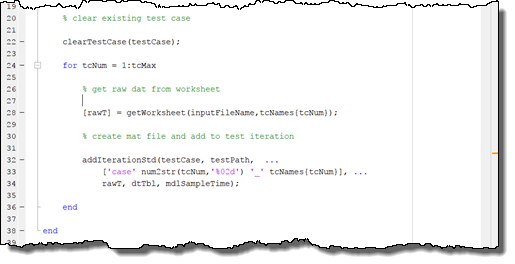 19
20 % clear existing test case
21
22 clearTestCase(testCase);
23
24 for tcNum = 1:tcMax
25
26 % get raw dat from worksheet
27
28 [rawT] = getWorksheet(inputFileName,tcNames{tcNum});
29
30 % create mat file and add to test iteration
31
32 addIterationStd(testCase, testPath, ...
33 ['case' num2str(tcNum,'%02d') '_' tcNames{tcNum}], ...
34 rawT, dtTbl, mdlSampleTime);
35
36 end
37
38 end
39